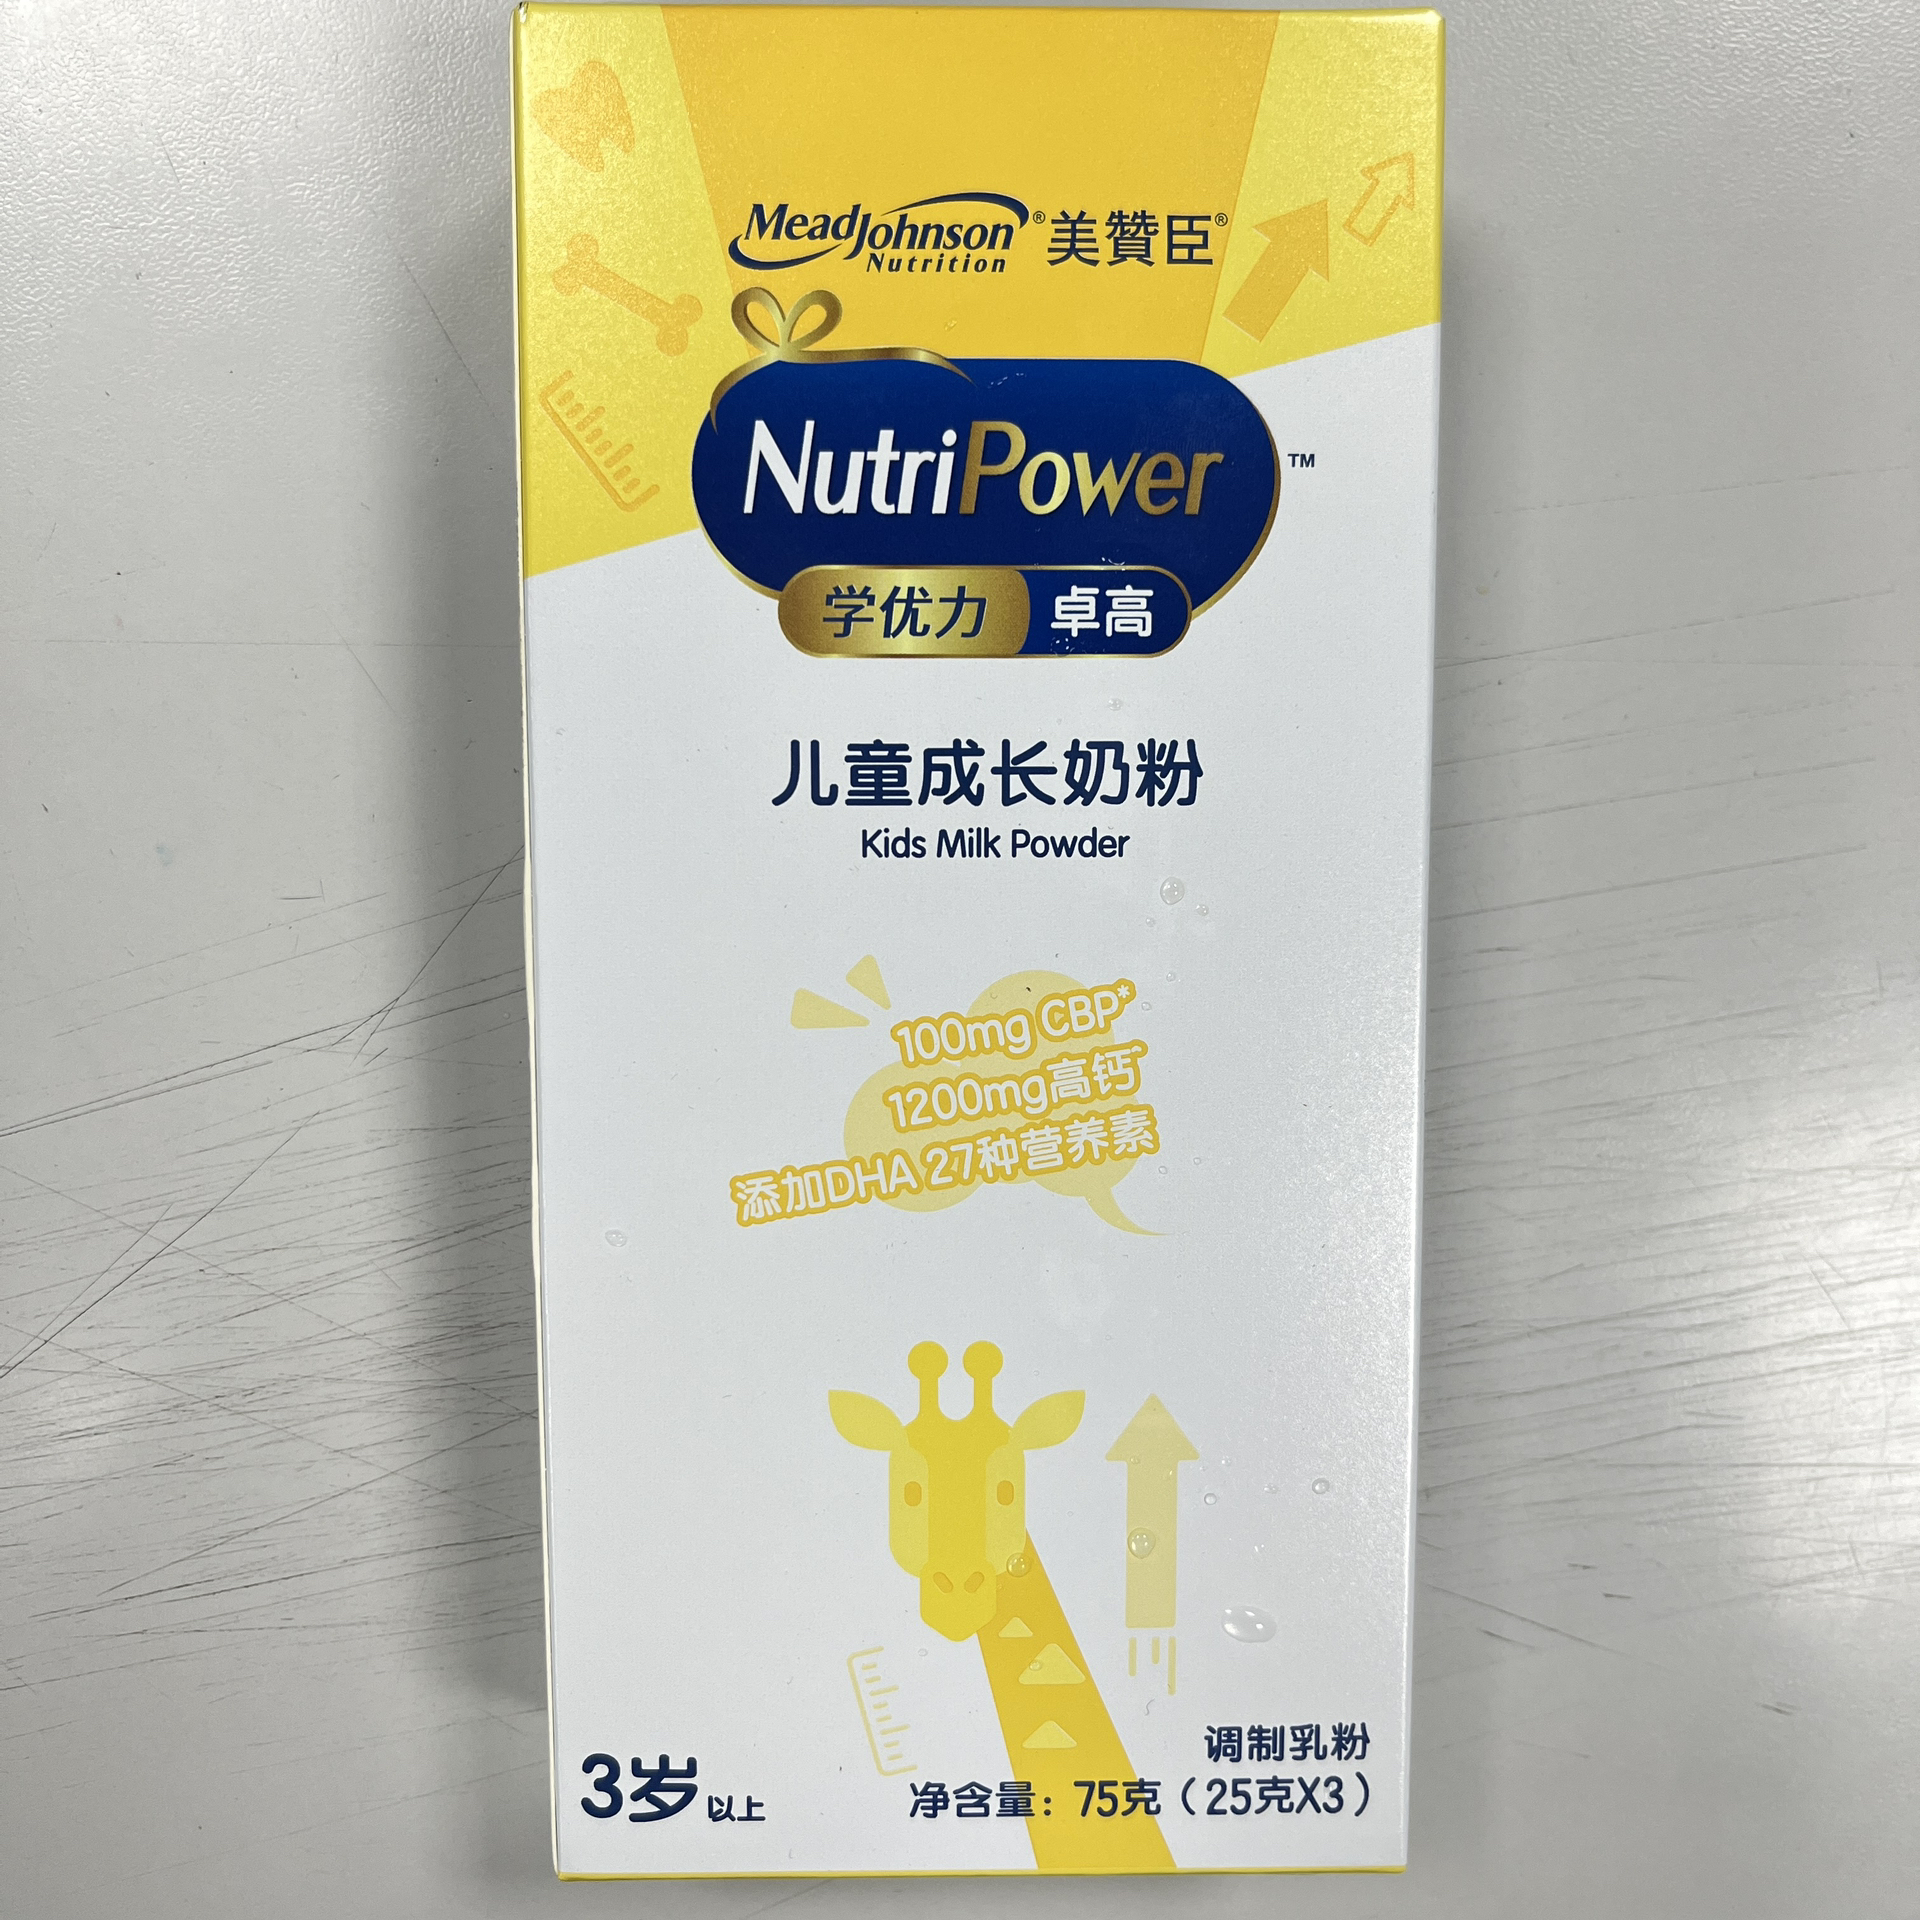 MeadJohnson® 美贊臣®
Nutrition
NutriPower™
学优力 卓高
儿童成长奶粉
Kids Milk Powder
100mg CBP*
1200mg高钙^
添加DHA 27种营养素
调制乳粉
3岁以上
净含量：75克（25克X3）